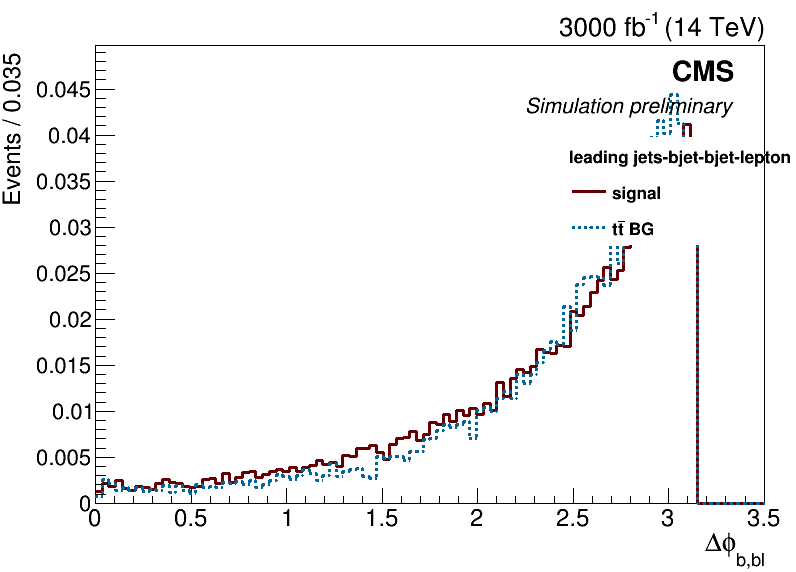 3000 fb-1 (14 TeV)
CMS
Simulation preliminary
leading jets-bjet-bjet-lepton
signal
tt̄ BG
Events / 0.035
0.045
0.04
0.035
0.03
0.025
0.02
0.015
0.01
0.005
0
0 0.5 1 1.5 2 2.5 3 3.5
Δϕb,bl